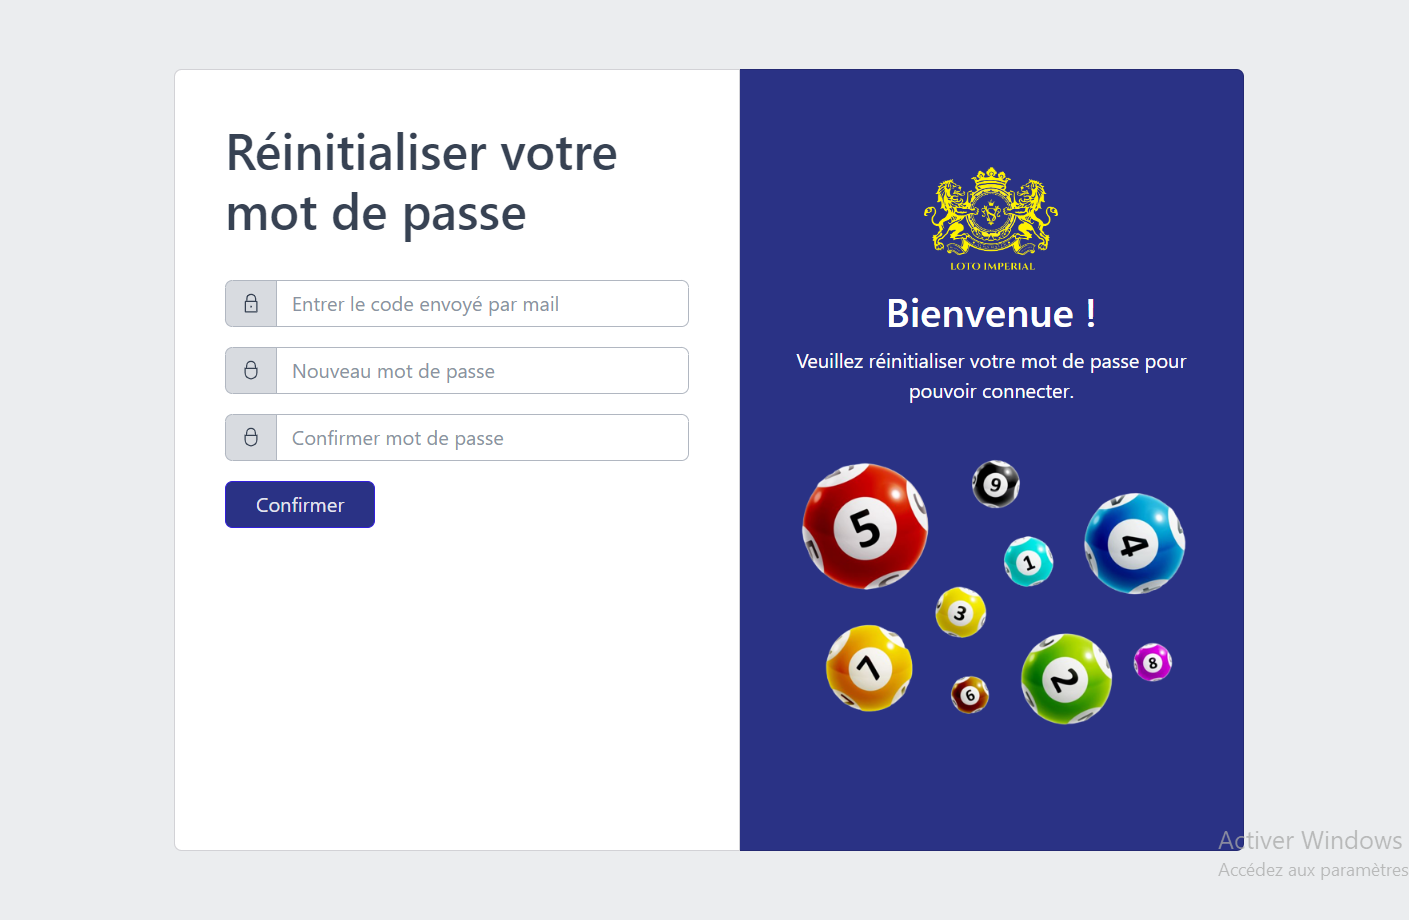 Réinitialiser votre
mot de passe
Entrer le code envoyé par mail
Nouveau mot de passe
Confirmer mot de passe
Confirmer
LOTO IMPERIAL
Bienvenue !
Veuillez réinitialiser votre mot de passe pour
pouvoir connecter.
5
9
4
1
3
7
2
8
6
Activer Windows
Accédez aux paramètres